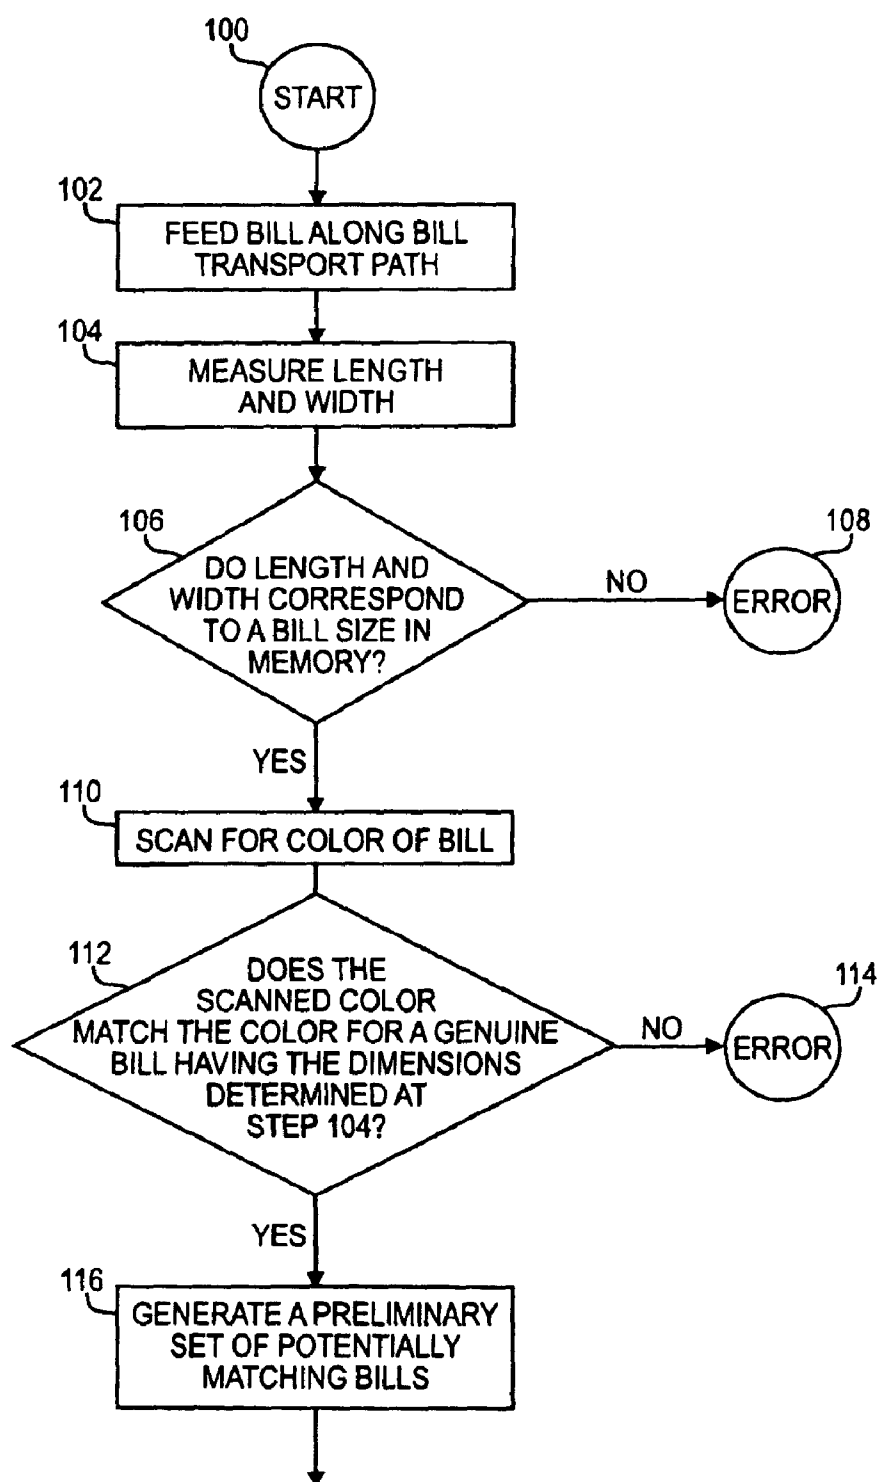 100
START
102
FEED BILL ALONG BILL
TRANSPORT PATH
104
MEASURE LENGTH
AND WIDTH
106
DO LENGTH AND
WIDTH CORRESPOND
TO A BILL SIZE IN
MEMORY?
NO
108
ERROR
YES
110
SCAN FOR COLOR OF BILL
112
DOES THE
SCANNED COLOR
MATCH THE COLOR FOR A GENUINE
BILL HAVING THE DIMENSIONS
DETERMINED AT
STEP 104?
NO
114
ERROR
YES
116
GENERATE A PRELIMINARY
SET OF POTENTIALLY
MATCHING BILLS